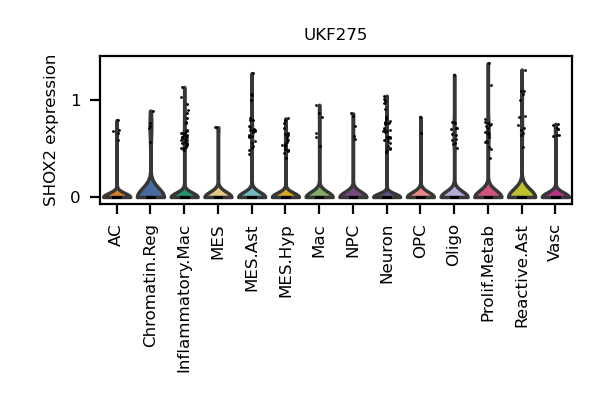 UKF275
SHOX2 expression
1
0
AC
Chromatin.Reg
Inflammatory.Mac
MES
MES.Ast
MES.Hyp
Mac
NPC
Neuron
OPC
Oligo
Prolif.Metab
Reactive.Ast
Vasc